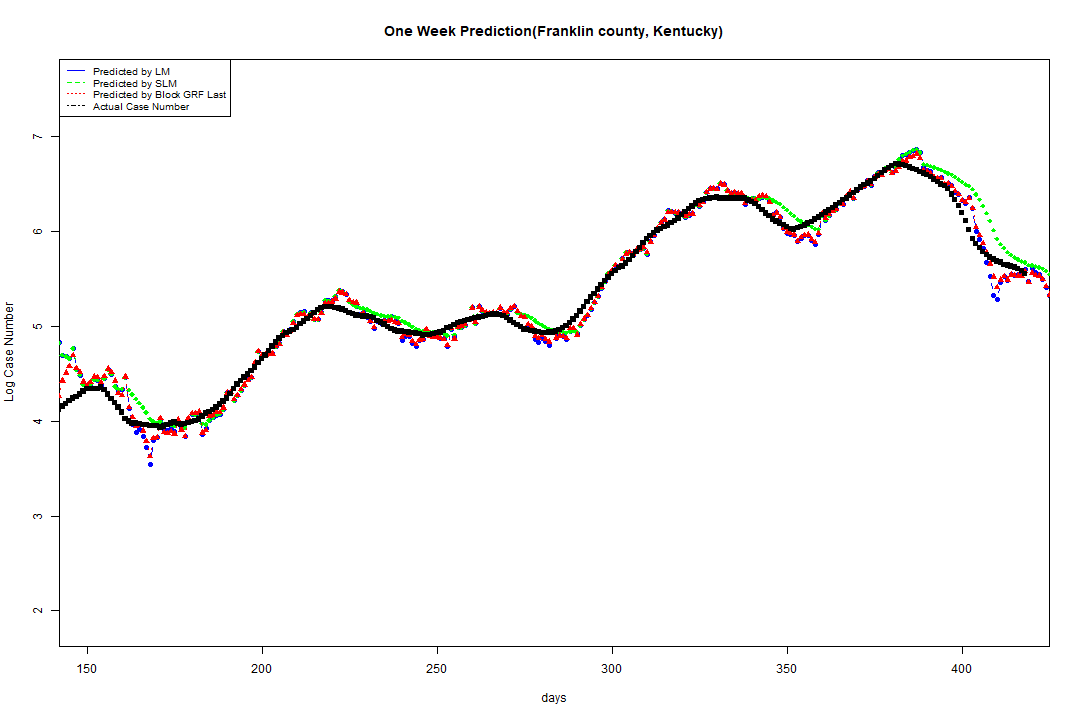 One Week Prediction(Franklin county, Kentucky)
Predicted by LM
Predicted by SLM
Predicted by Block GRF Last
Actual Case Number
7
6
5
4
3
2
Log Case Number
150 200 250 300 350 400
days